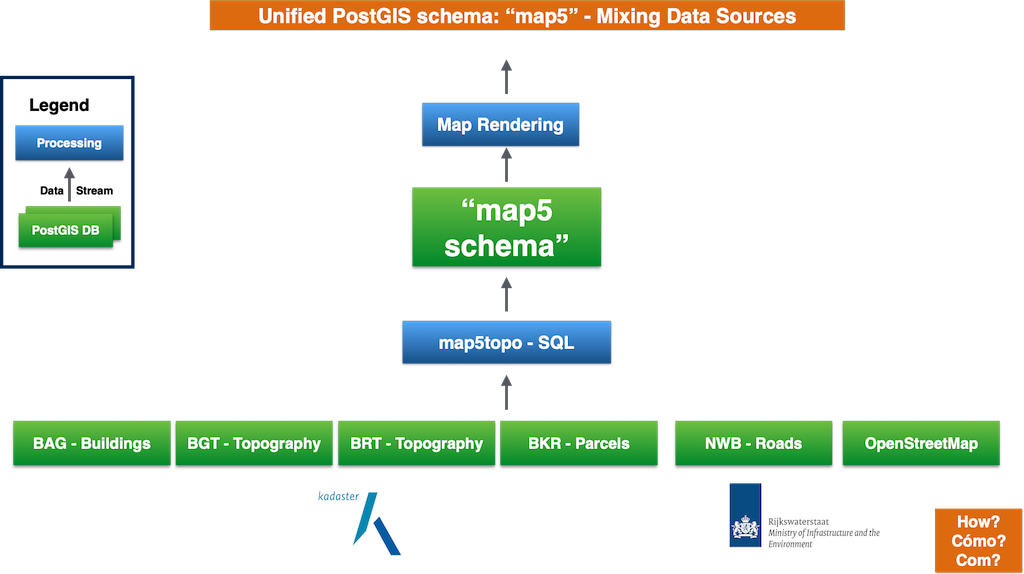 Unified PostGIS schema: “map5” - Mixing Data Sources
Legend
Processing
Data Stream
PostGIS DB
Map Rendering
“map5
schema”
map5topo - SQL
BAG - Buildings
BGT - Topography
BRT - Topography
BKR - Parcels
NWB - Roads
OpenStreetMap
kadaster
Rijkswaterstaat
Ministry of Infrastructure and the
Environment
How?
Cómo?
Com?